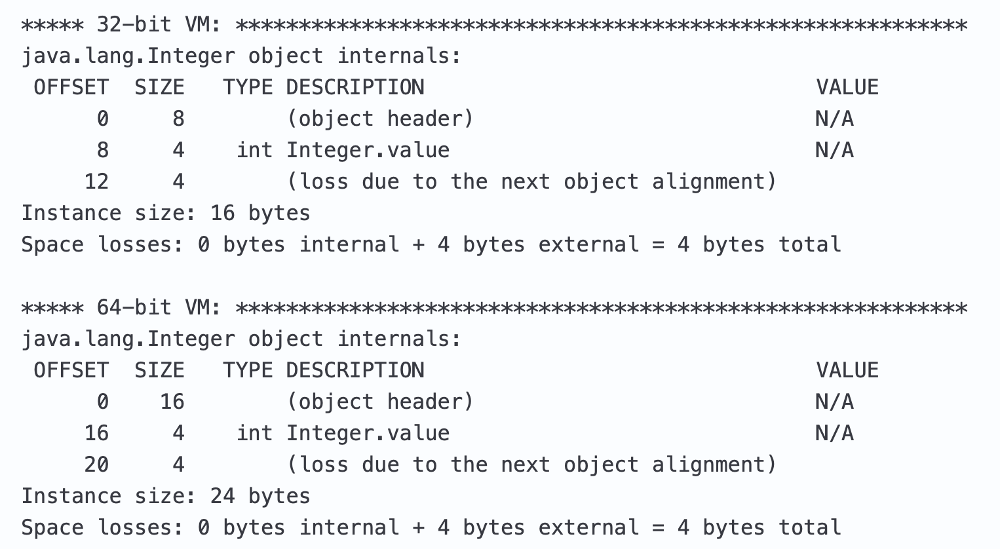 ***** 32-bit VM: **********************************************************
java.lang.Integer object internals:
 OFFSET  SIZE   TYPE DESCRIPTION                               VALUE
      0     8        (object header)                           N/A
      8     4    int Integer.value                             N/A
     12     4        (loss due to the next object alignment)
Instance size: 16 bytes
Space losses: 0 bytes internal + 4 bytes external = 4 bytes total

***** 64-bit VM: **********************************************************
java.lang.Integer object internals:
 OFFSET  SIZE   TYPE DESCRIPTION                               VALUE
      0    16        (object header)                           N/A
     16     4    int Integer.value                             N/A
     20     4        (loss due to the next object alignment)
Instance size: 24 bytes
Space losses: 0 bytes internal + 4 bytes external = 4 bytes total